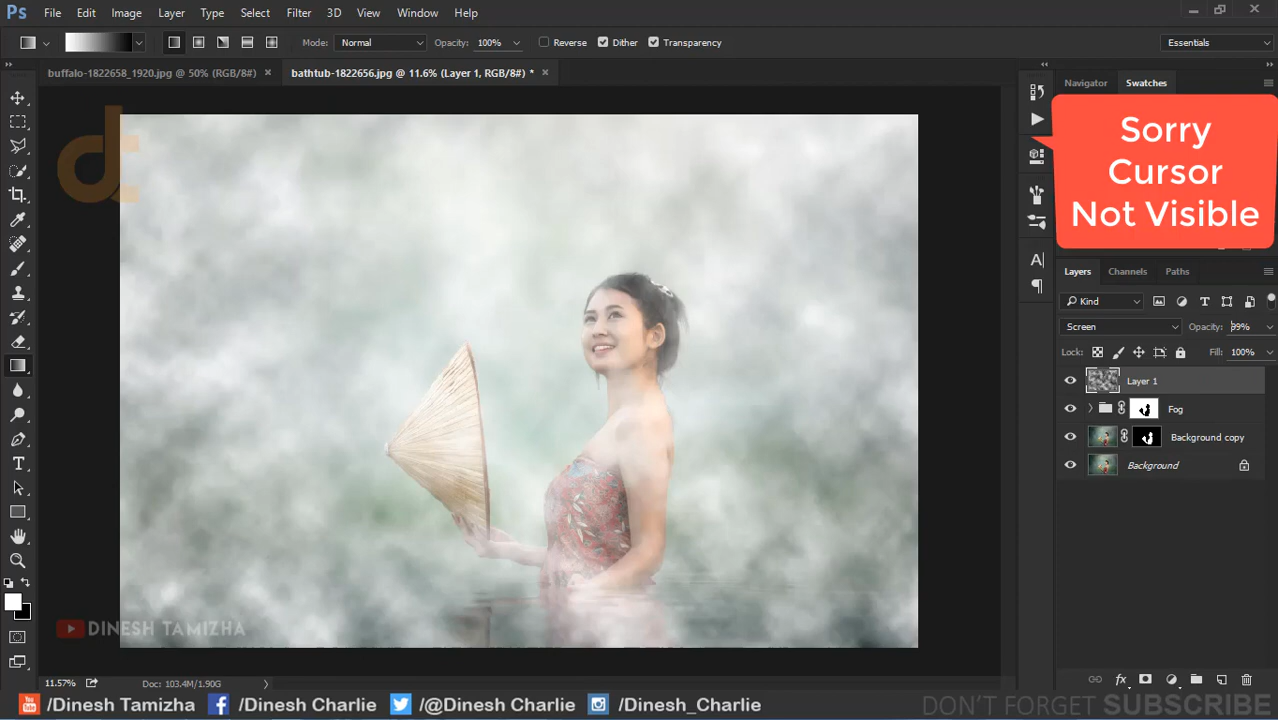 Ps File Edit Image Layer Type Select Filter 3D View Window Help
Mode: Normal Opacity: 100% Reverse Dither Transparency Essentials
buffalo-1822658_1920.jpg @ 50% (RGB/8#) × bathtub-1822656.jpg @ 11.6% (Layer 1, RGB/8#) * ×
Navigator Swatches
Sorry
Cursor
Not Visible
Layers Channels Paths
Kind
Screen Opacity: 99%
Lock: Fill: 100%
Layer 1
Fog
Background copy
Background
DINESH TAMIZHA
11.57% Doc: 103.4M/1.90G
/Dinesh Tamizha /Dinesh Charlie /@Dinesh Charlie /Dinesh_Charlie DON'T FORGET SUBSCRIBE